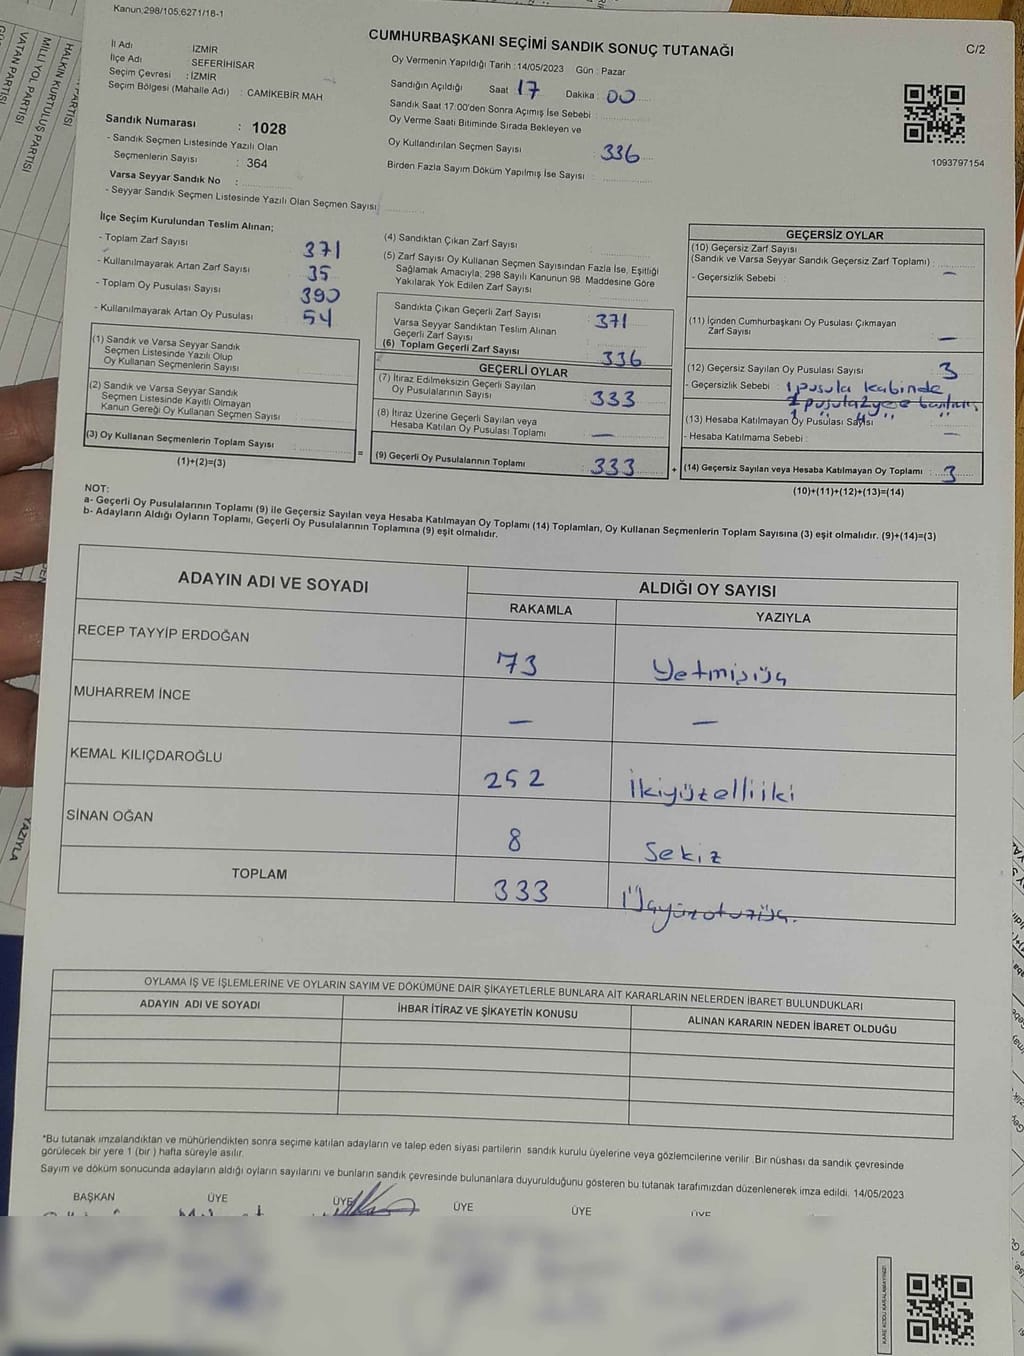 Kanun;298/105;6271/18-1
CUMHURBAŞKANI SEÇİMİ SANDIK SONUÇ TUTANAĞI
C/2
İl Adı : İZMİR
İlçe Adı : SEFERİHİSAR
Seçim Çevresi : İZMİR
Seçim Bölgesi (Mahalle Adı) : CAMİKEBİR MAH
Sandık Numarası : 1028
- Sandık Seçmen Listesinde Yazılı Olan
Seçmenlerin Sayısı : 364
Varsa Seyyar Sandık No :
- Seyyar Sandık Seçmen Listesinde Yazılı Olan Seçmen Sayısı
Oy Vermenin Yapıldığı Tarih : 14/05/2023 Gün : Pazar
Sandığın Açıldığı Saat : 17 Dakika : 00
Sandık Saat 17:00'den Sonra Açımış İse Sebebi :
Oy Verme Saati Bitiminde Sırada Bekleyen ve
Oy Kullandırılan Seçmen Sayısı : 336
Birden Fazla Sayım Döküm Yapılmış İse Sayısı :
1093797154
İlçe Seçim Kurulundan Teslim Alınan;
- Toplam Zarf Sayısı 371
- Kullanılmayarak Artan Zarf Sayısı 35
- Toplam Oy Pusulası Sayısı 390
- Kullanılmayarak Artan Oy Pusulası 54
(1) Sandık ve Varsa Seyyar Sandık
Seçmen Listesinde Yazılı Olup
Oy Kullanan Seçmenlerin Sayısı :
(2) Sandık ve Varsa Seyyar Sandık
Seçmen Listesinde Kayıtlı Olmayan
Kanun Gereği Oy Kullanan Seçmen Sayısı :
(3) Oy Kullanan Seçmenlerin Toplam Sayısı :
(1)+(2)=(3)
=
(4) Sandıktan Çıkan Zarf Sayısı
(5) Zarf Sayısı Oy Kullanan Seçmen Sayısından Fazla İse, Eşitliği
Sağlamak Amacıyla, 298 Sayılı Kanunun 98. Maddesine Göre
Yakılarak Yok Edilen Zarf Sayısı :
Sandıkta Çıkan Geçerli Zarf Sayısı : 371
Varsa Seyyar Sandıktan Teslim Alınan
Geçerli Zarf Sayısı
(6) Toplam Geçerli Zarf Sayısı : 336
GEÇERLİ OYLAR
(7) İtiraz Edilmeksizin Geçerli Sayılan
Oy Pusulalarının Sayısı : 333
(8) İtiraz Üzerine Geçerli Sayılan veya
Hesaba Katılan Oy Pusulası Toplamı : —
(9) Geçerli Oy Pusulalarının Toplamı : 333
+
GEÇERSİZ OYLAR
(10) Geçersiz Zarf Sayısı
(Sandık ve Varsa Seyyar Sandık Geçersiz Zarf Toplamı) : —
- Geçersizlik Sebebi :
(11) İçinden Cumhurbaşkanı Oy Pusulası Çıkmayan
Zarf Sayısı : —
(12) Geçersiz Sayılan Oy Pusulası Sayısı : 3
- Geçersizlik Sebebi : 1 pusula kabinde
(13) Hesaba Katılmayan Oy Pusulası Sayısı : —
- Hesaba Katılmama Sebebi :
(14) Geçersiz Sayılan veya Hesaba Katılmayan Oy Toplamı : 3
(10)+(11)+(12)+(13)=(14)
NOT:
a- Geçerli Oy Pusulalarının Toplamı (9) ile Geçersiz Sayılan veya Hesaba Katılmayan Oy Toplamı (14) Toplamları, Oy Kullanan Seçmenlerin Toplam Sayısına (3) eşit olmalıdır. (9)+(14)=(3)
b- Adayların Aldığı Oyların Toplamı, Geçerli Oy Pusulalarının Toplamına (9) eşit olmalıdır.
ADAYIN ADI VE SOYADI
ALDIĞI OY SAYISI
RAKAMLA YAZIYLA
RECEP TAYYİP ERDOĞAN 73 Yetmişüç
MUHARREM İNCE — —
KEMAL KILIÇDAROĞLU 252 İkiyüzelliiki
SİNAN OĞAN 8 Sekiz
TOPLAM 333 Üçyüzotuzüç.
OYLAMA İŞ VE İŞLEMLERİNE VE OYLARIN SAYIM VE DÖKÜMÜNE DAİR ŞİKAYETLERLE BUNLARA AİT KARARLARIN NELERDEN İBARET BULUNDUKLARI
ADAYIN ADI VE SOYADI İHBAR İTİRAZ VE ŞİKAYETİN KONUSU ALINAN KARARIN NEDEN İBARET OLDUĞU
*Bu tutanak imzalandıktan ve mühürlendikten sonra seçime katılan adayların ve talep eden siyasi partilerin sandık kurulu üyelerine veya gözlemcilerine verilir. Bir nüshası da sandık çevresinde
görülecek bir yere 1 (bir ) hafta süreyle asılır.
Sayım ve döküm sonucunda adayların aldığı oyların sayılarını ve bunların sandık çevresinde bulunanlara duyurulduğunu gösteren bu tutanak tarafımızdan düzenlenerek imza edildi. 14/05/2023
BAŞKAN ÜYE ÜYE ÜYE ÜYE ÜYE
KARE KODU KARALAMAYINIZ!
HALKIN KURTULUŞ PARTİSİ
MİLLİ YOL PARTİSİ
VATAN PARTİSİ
YAZIYLA